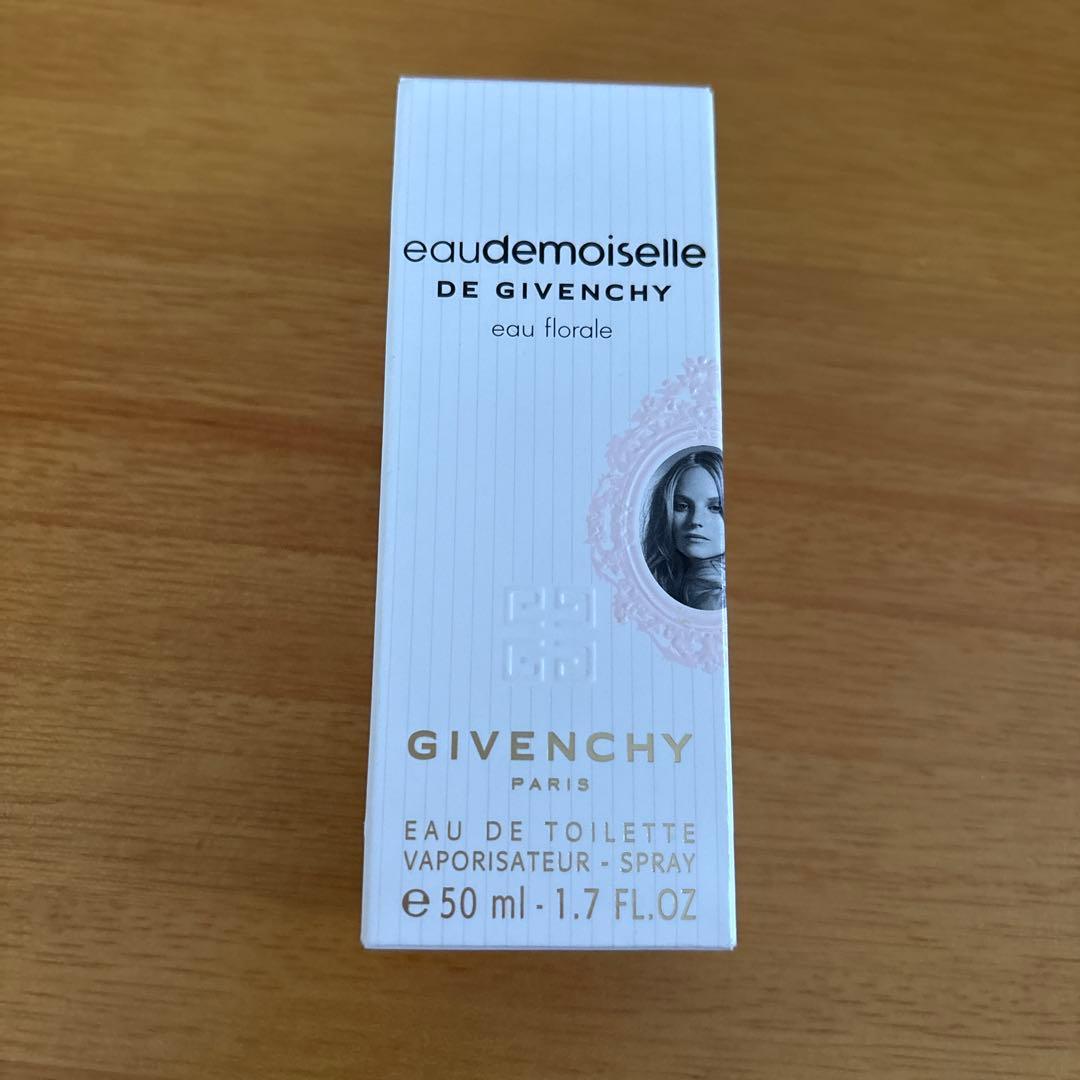 eaudemoiselle
DE GIVENCHY
eau florale
GIVENCHY
PARIS
EAU DE TOILETTE
VAPORISATEUR - SPRAY
℮ 50 ml - 1.7 FL.OZ